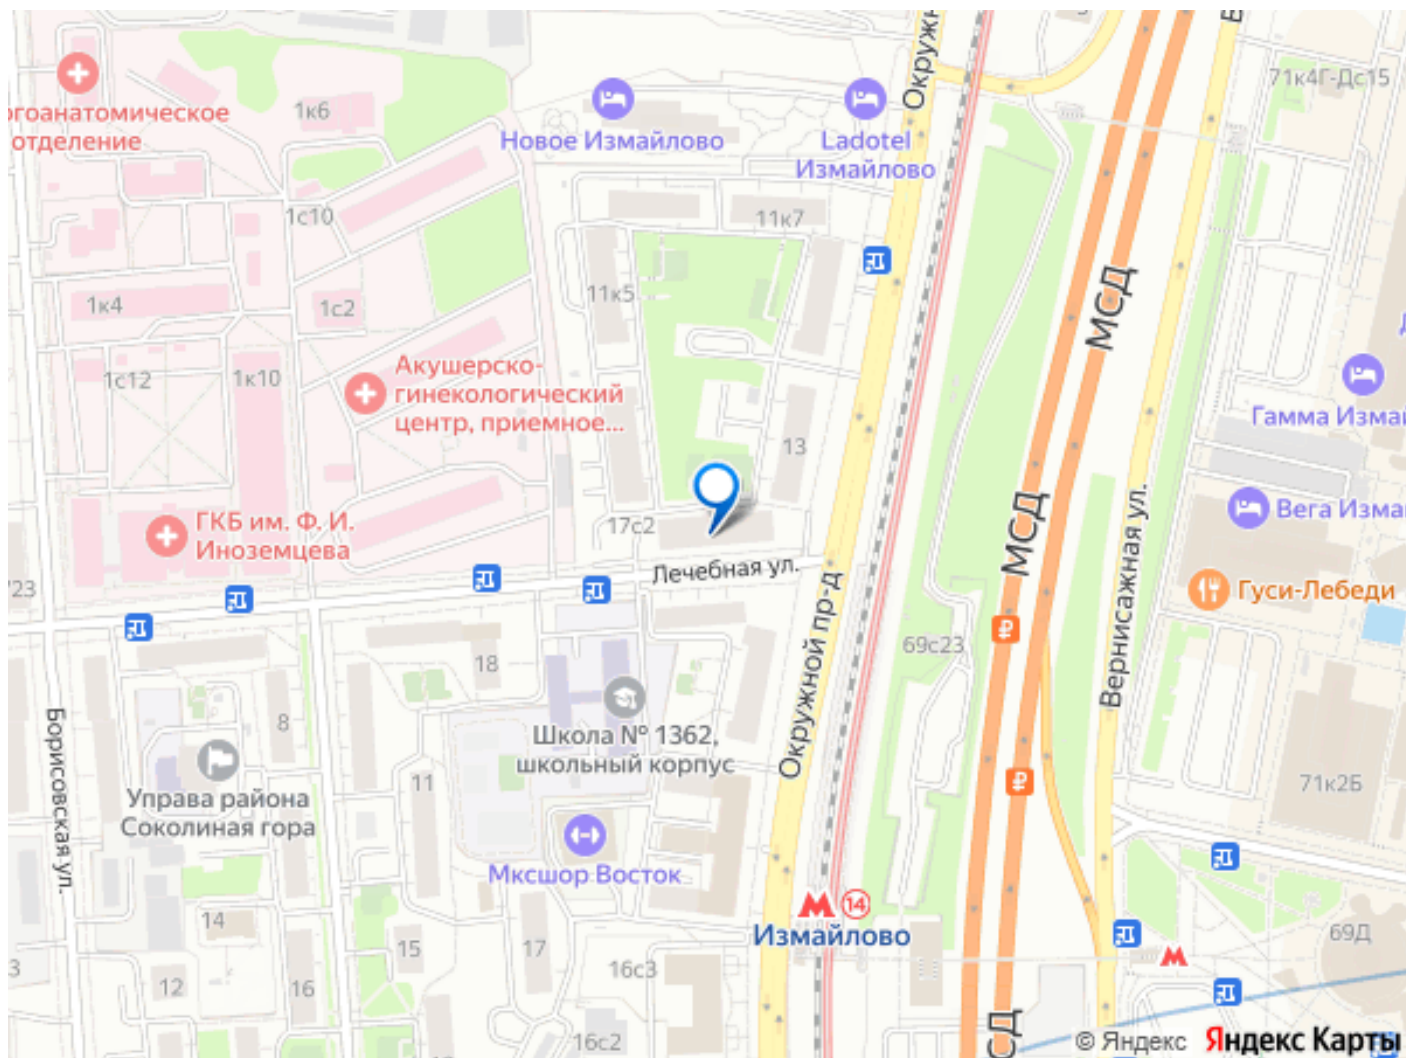 Окружн
71к4Г-Дс15
1к6
огоанатомическое
отделение
Новое Измайлово
Ladotel
Измайлово
1с10
11к7
11к5
1к4
1с2
МСД
1с12
1к10
Акушерско-
гинекологический
центр, приемное...
Гамма Измай
13
ГКБ им. Ф. И.
Иноземцева
17с2
МСД
Вега Измай
Лечебная ул.
Гуси-Лебеди
23
Окружной пр-д
Вернисажная ул.
69с23
18
8
Борисовская ул.
Школа № 1362,
школьный корпус
Управа района
Соколиная гора
11
71к2Б
Мксшор Восток
14
Измайлово
14
69Д
15
17
16с3
3
12
16
16с2
СД
© Яндекс Яндекс Карты